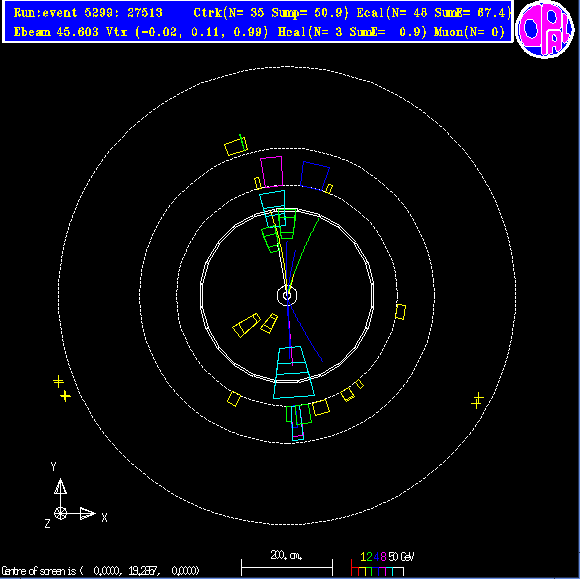 Run:event 5299: 27513 Ctrk(N= 35 Sump= 50.9) Ecal(N= 48 SumE= 67.4)
Ebeam 45.603 Vtx (-0.02, 0.11, 0.99) Hcal(N= 3 SumE= 0.9) Muon(N= 0)
OPAL
Y
X
Z
200. cm.
1 2 4 8 50 GeV
Centre of screen is ( 0.0000, 19.2857, 0.0000)